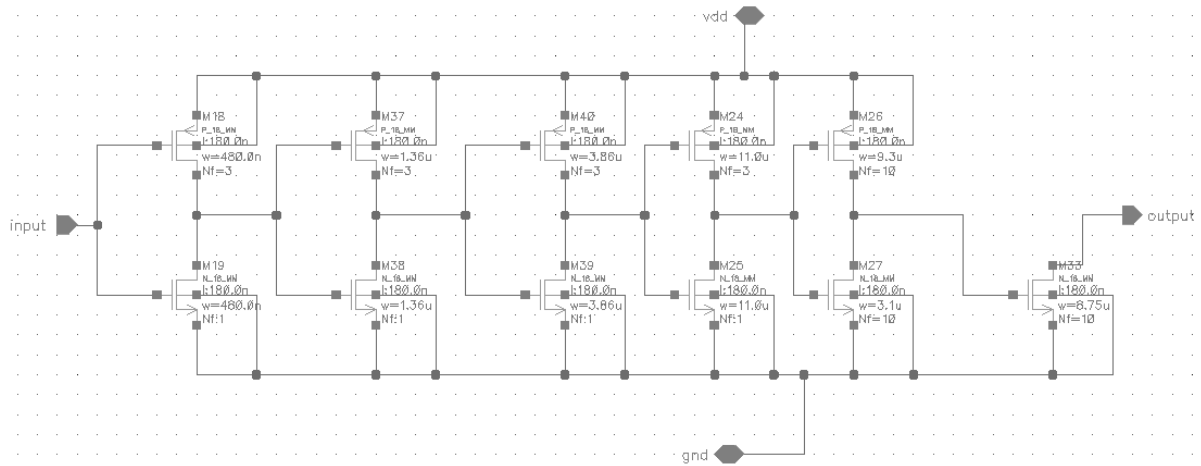 vdd
M18
P_18_MM
l:180.0n
w=480.0n
Nf=3
M37
P_18_MM
l:180.0n
w=1.36u
Nf=3
M40
P_18_MM
l:180.0n
w=3.86u
Nf=3
M24
P_18_MM
l:180.0n
w=11.0u
Nf=3
M26
P_18_MM
l:180.0n
w=9.3u
Nf=10
input
output
M19
N_18_MM
l:180.0n
w=480.0n
Nf:1
M38
N_18_MM
l:180.0n
w=1.36u
Nf:1
M39
N_18_MM
l:180.0n
w=3.86u
Nf:1
M25
N_18_MM
l:180.0n
w=11.0u
Nf:1
M27
N_18_MM
l:180.0n
w=3.1u
Nf=10
M33
N_18_MM
l:180.0n
w=8.75u
Nf=10
gnd